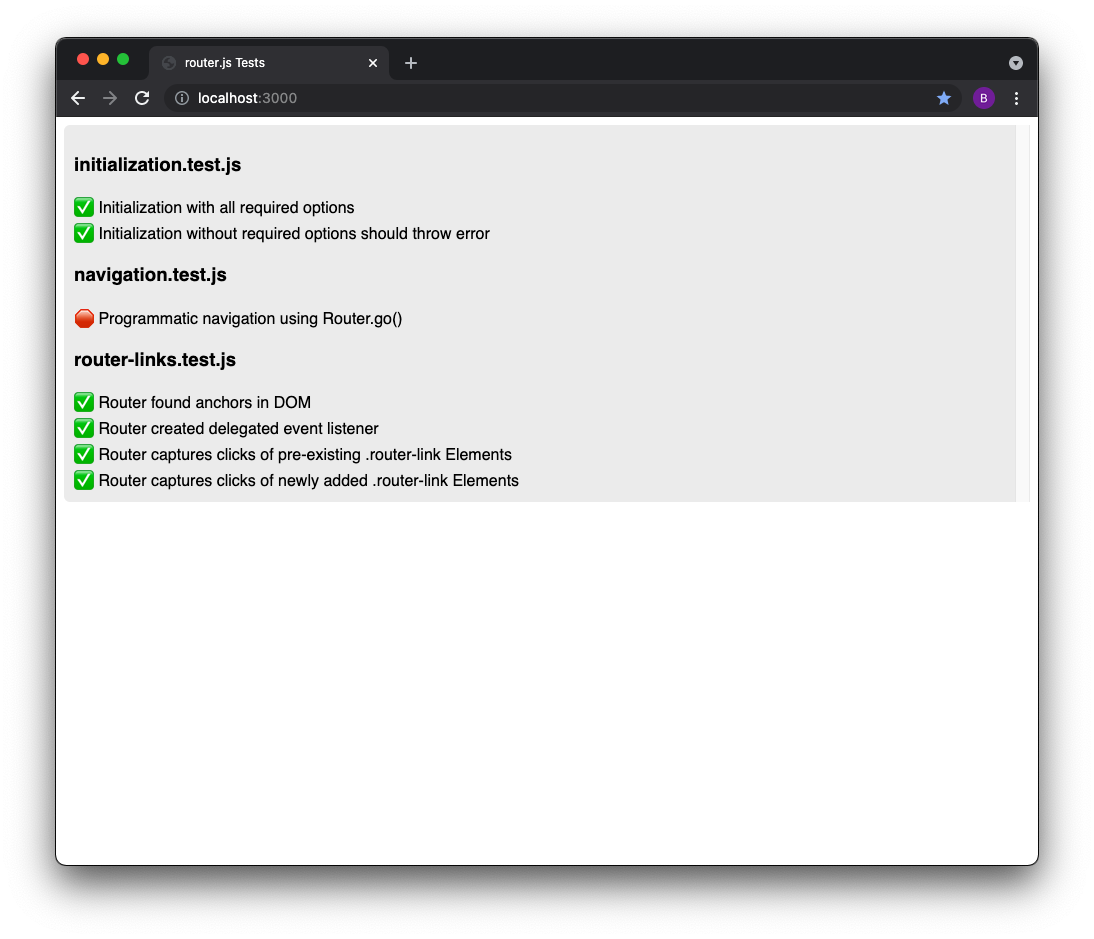 router.js Tests
localhost:3000
B
initialization.test.js
✅ Initialization with all required options
✅ Initialization without required options should throw error
navigation.test.js
🛑 Programmatic navigation using Router.go()
router-links.test.js
✅ Router found anchors in DOM
✅ Router created delegated event listener
✅ Router captures clicks of pre-existing .router-link Elements
✅ Router captures clicks of newly added .router-link Elements